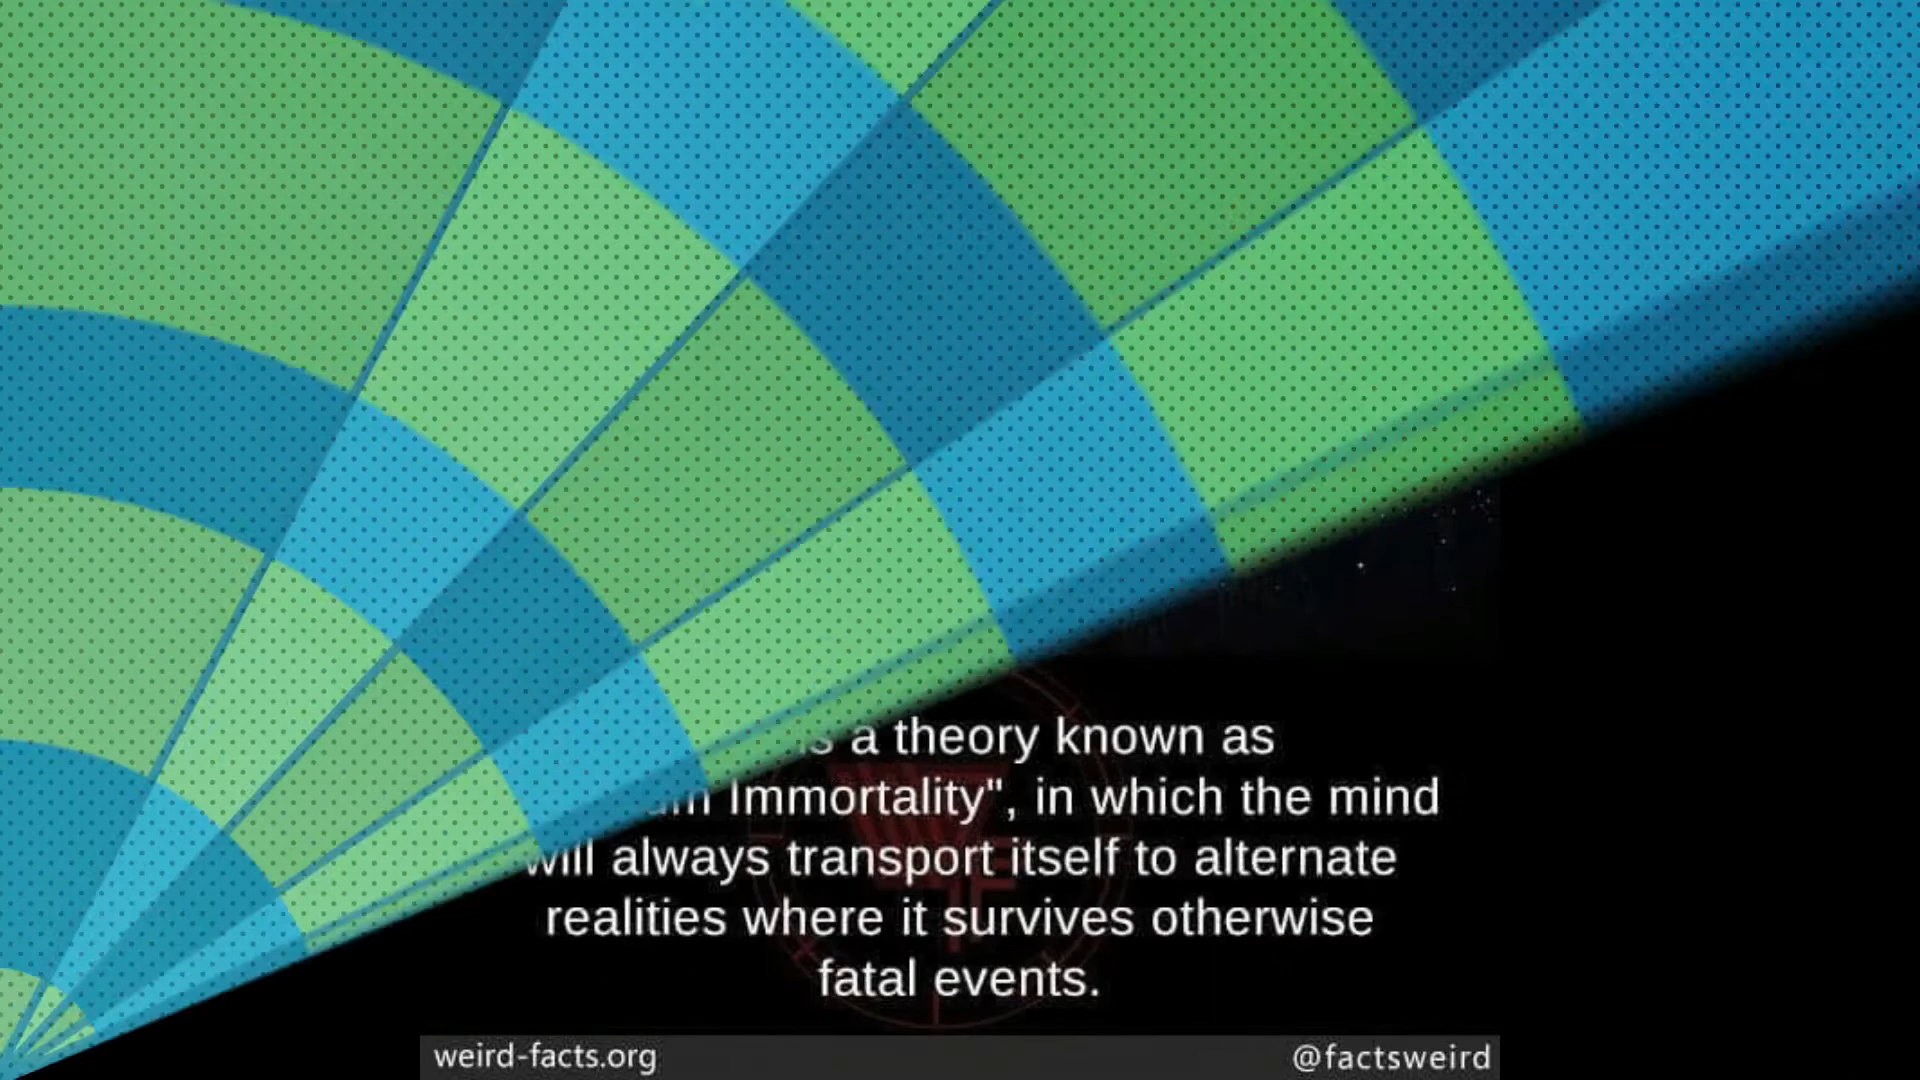 is a theory known as
Immortality", in which the mind
will always transport itself to alternate
realities where it survives otherwise
fatal events.
weird-facts.org
@factsweird